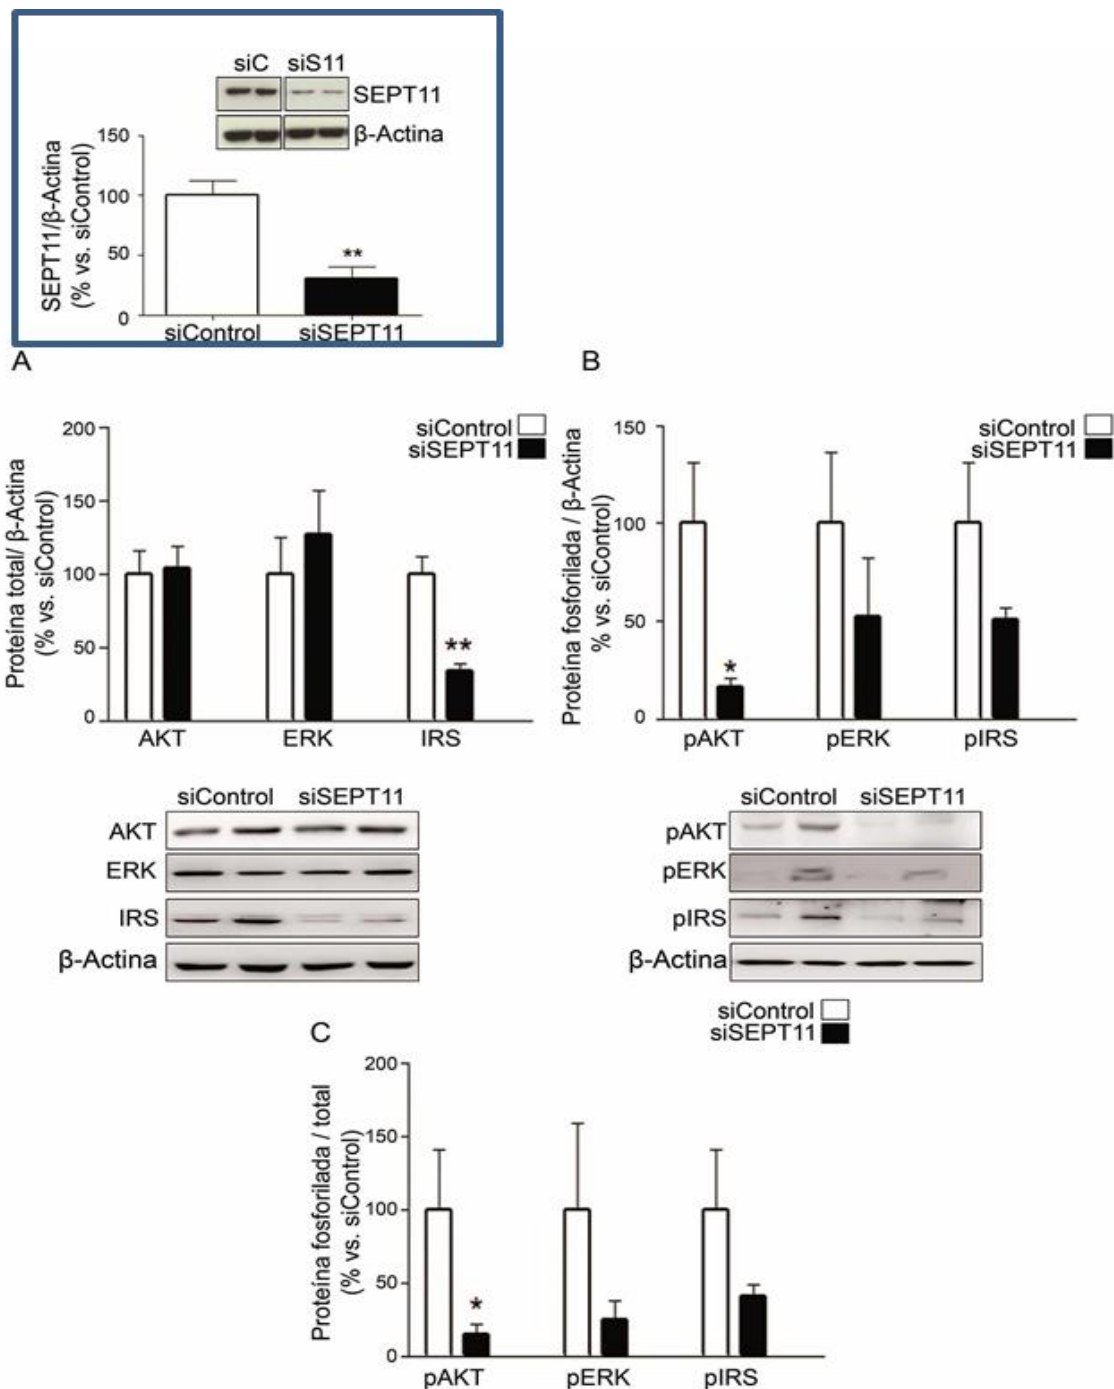 siC siS11
SEPT11
β-Actina
SEPT11/β-Actina
(% vs. siControl)
150
100
50
0
**
siControl siSEPT11
A
Proteína total/ β-Actina
(% vs. siControl)
200
150
100
50
0
siControl
siSEPT11
**
AKT ERK IRS
siControl siSEPT11
AKT
ERK
IRS
β-Actina
B
Proteína fosforilada / β-Actina
% vs. siControl)
150
100
50
0
siControl
siSEPT11
*
pAKT pERK pIRS
siControl siSEPT11
pAKT
pERK
pIRS
β-Actina
C
siControl
siSEPT11
Proteína fosforilada / total
(% vs. siControl)
200
150
100
50
0
*
pAKT pERK pIRS